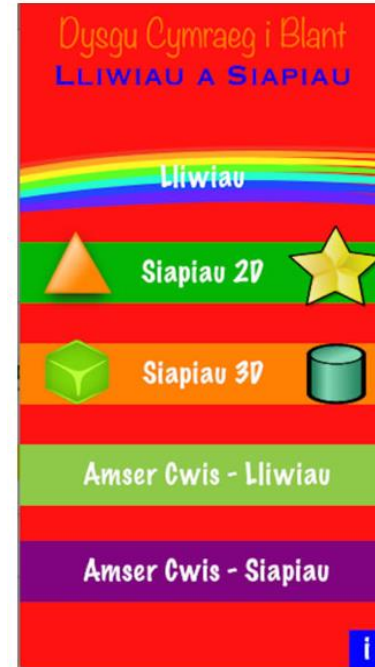 Dysgu Cymraeg i Blant
LLIWIAU A SIAPIAU
Lliwiau
Siapiau 2D
Siapiau 3D
Amser Cwis - Lliwiau
Amser Cwis - Siapiau
i